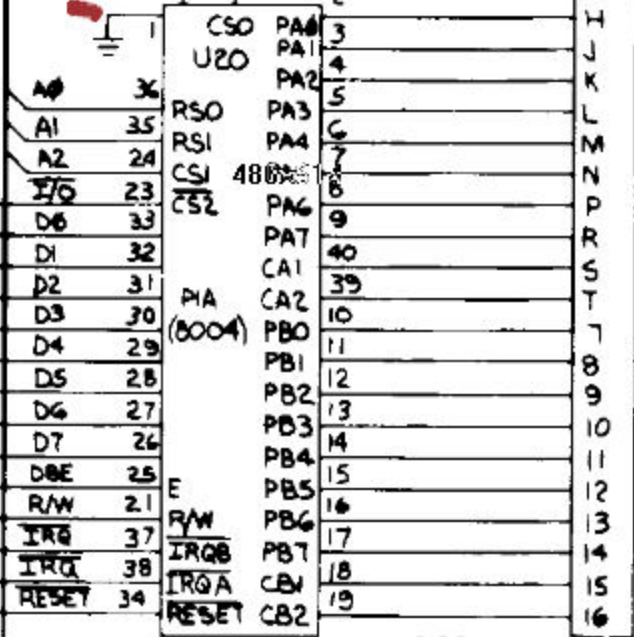 1 CS0 PA0 H
U20 PA1 3 J
PA2 4 K
A0 36 RS0 PA3 5 L
A1 35 RS1 PA4 6 M
A2 24 CS1 7 N
I/O 23 CS2 PA6 8 P
D0 33 PA7 9 R
D1 32 CA1 40 S
D2 31 PIA CA2 39 T
D3 30 (8004) PB0 10 7
D4 29 PB1 11 8
D5 28 PB2 12 9
D6 27 PB3 13 10
D7 26 PB4 14 11
DBE 25 E PB5 15 12
R/W 21 R/W PB6 16 13
IRQ 37 IRQB PB7 17 14
IRQ 38 IRQA CB1 18 15
RESET 34 RESET CB2 19 16